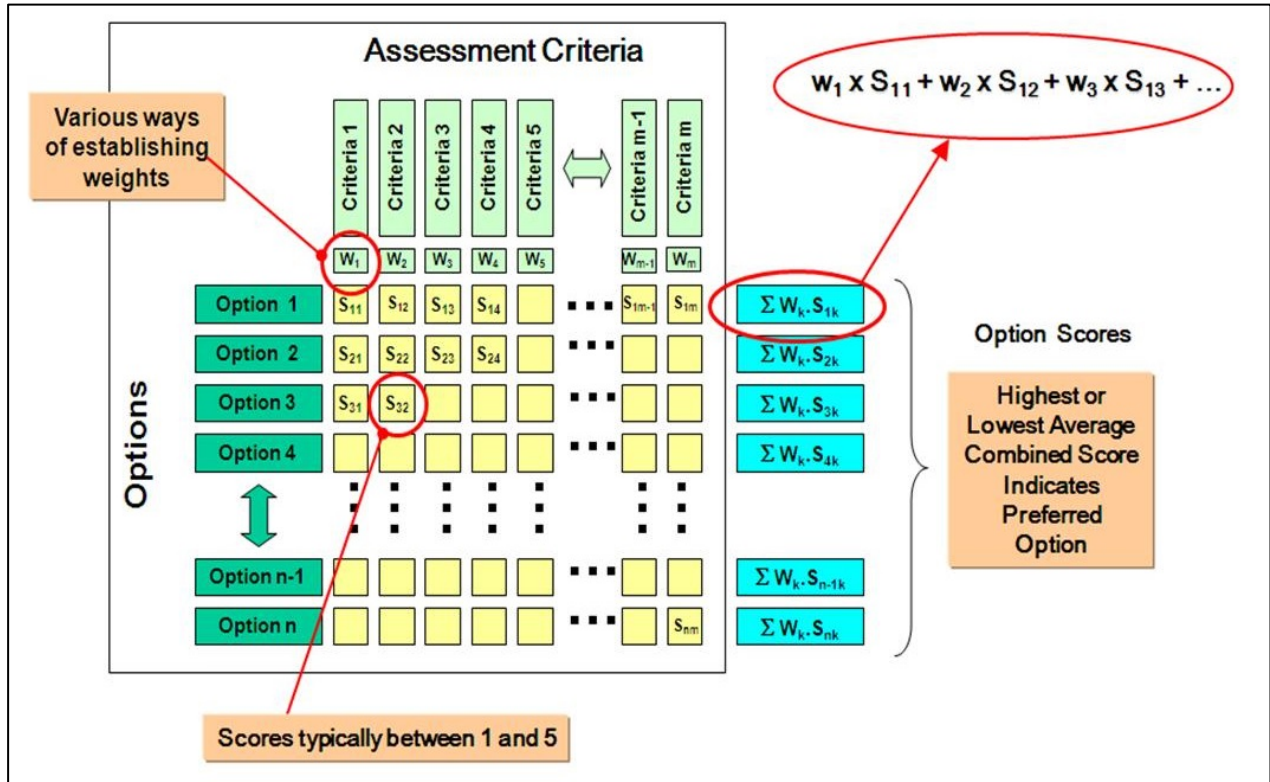 Assessment Criteria
w₁ x S₁₁ + w₂ x S₁₂ + w₃ x S₁₃ + ...
Various ways
of establishing
weights
Criteria 1
Criteria 2
Criteria 3
Criteria 4
Criteria 5
Criteria m-1
Criteria m
W₁ W₂ W₃ W₄ W₅ Wm-1 Wm
Options
Option 1 S₁₁ S₁₂ S₁₃ S₁₄ S1m-1 S1m Σ Wk.S1k
Option 2 S₂₁ S₂₂ S₂₃ S₂₄ Σ Wk.S2k
Option 3 S₃₁ S₃₂ Σ Wk.S3k
Option 4 Σ Wk.S4k
Option n-1 Σ Wk.Sn-1k
Option n Snm Σ Wk.Snk
Option Scores
Highest or
Lowest Average
Combined Score
Indicates
Preferred
Option
Scores typically between 1 and 5